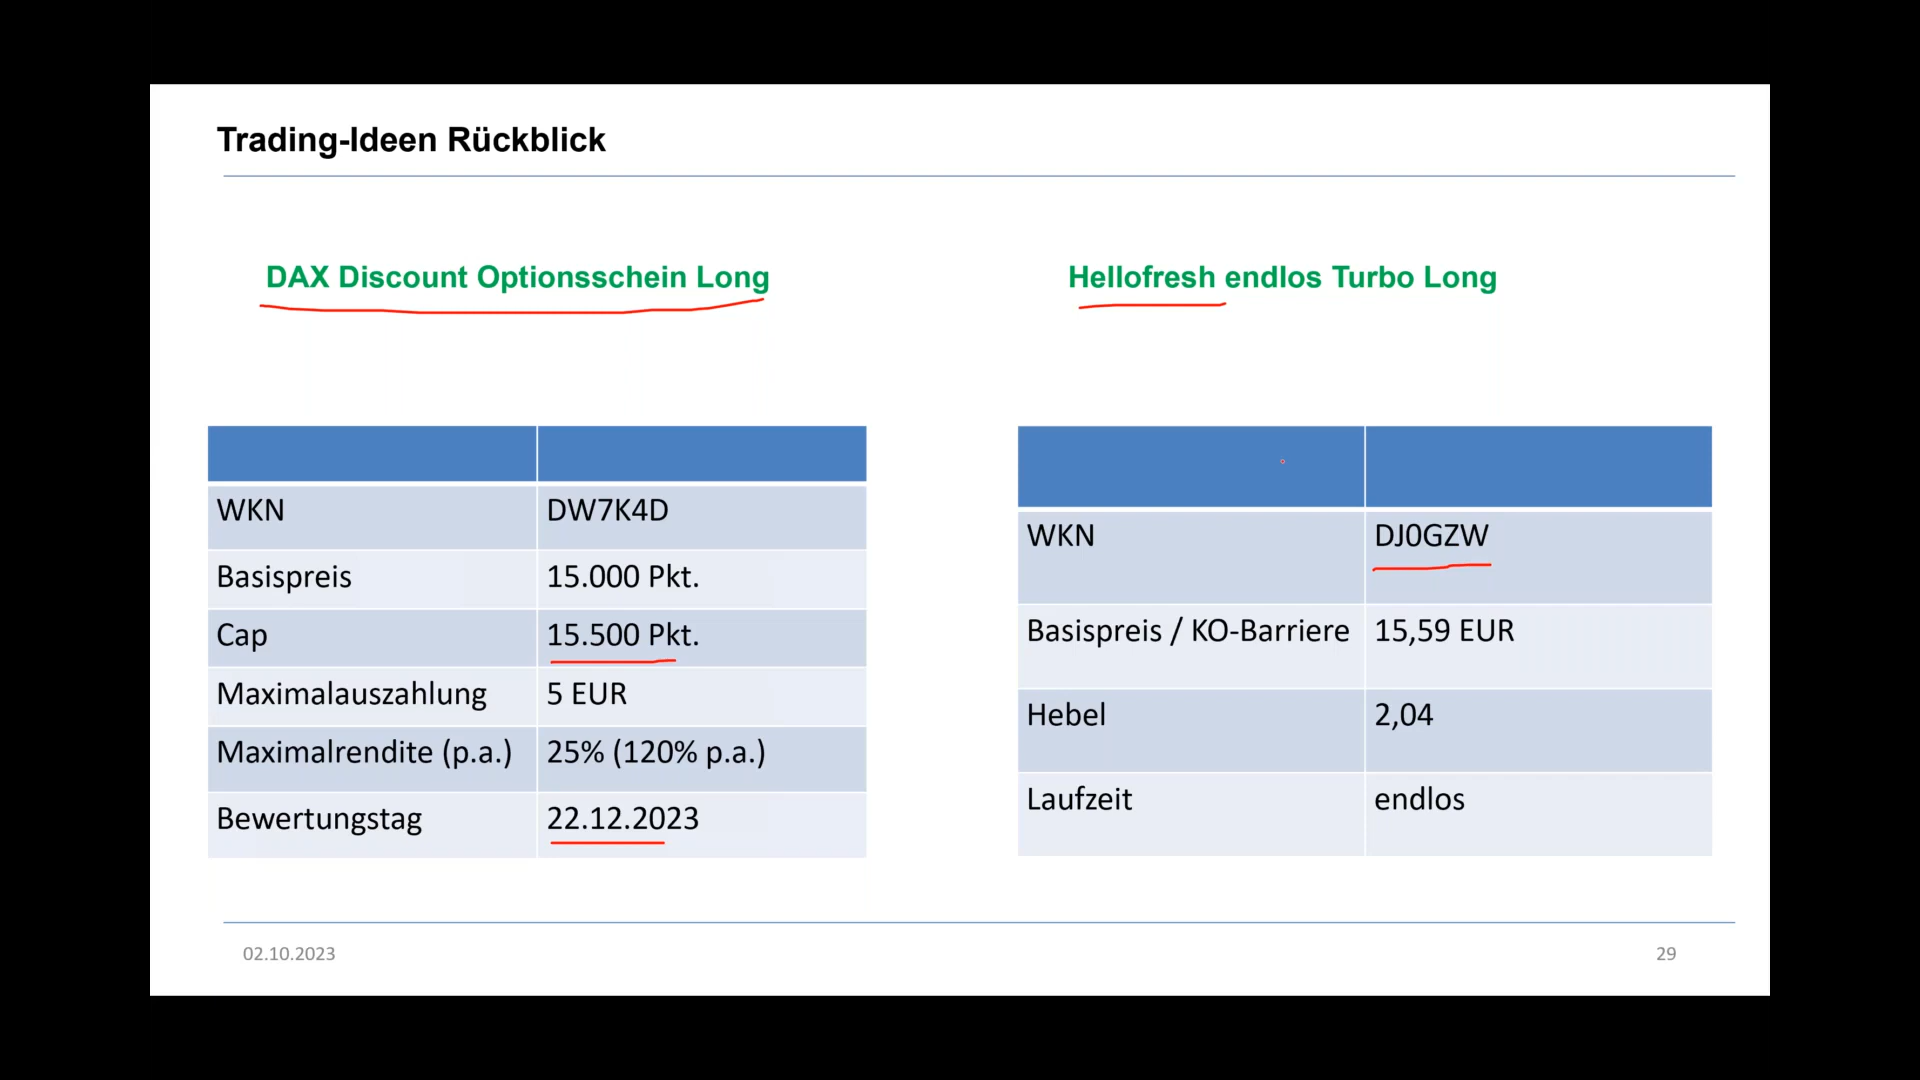 Trading-Ideen Rückblick
DAX Discount Optionsschein Long
WKN DW7K4D
Basispreis 15.000 Pkt.
Cap 15.500 Pkt.
Maximalauszahlung 5 EUR
Maximalrendite (p.a.) 25% (120% p.a.)
Bewertungstag 22.12.2023
Hellofresh endlos Turbo Long
WKN DJ0GZW
Basispreis / KO-Barriere 15,59 EUR
Hebel 2,04
Laufzeit endlos
02.10.2023
29